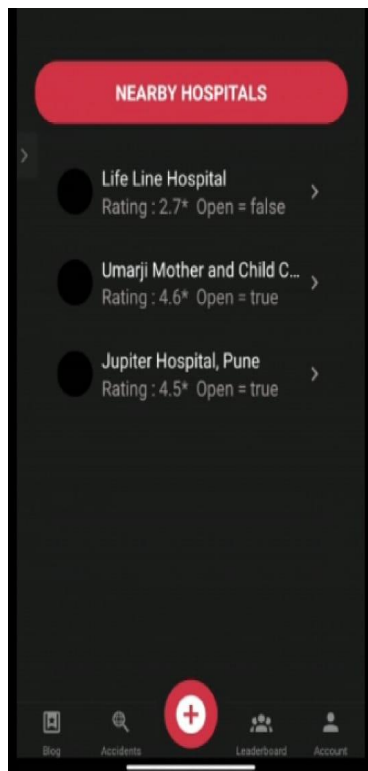 NEARBY HOSPITALS
Life Line Hospital
Rating : 2.7* Open = false
Umarji Mother and Child C...
Rating : 4.6* Open = true
Jupiter Hospital, Pune
Rating : 4.5* Open = true
Blog Accidents Leaderboard Account